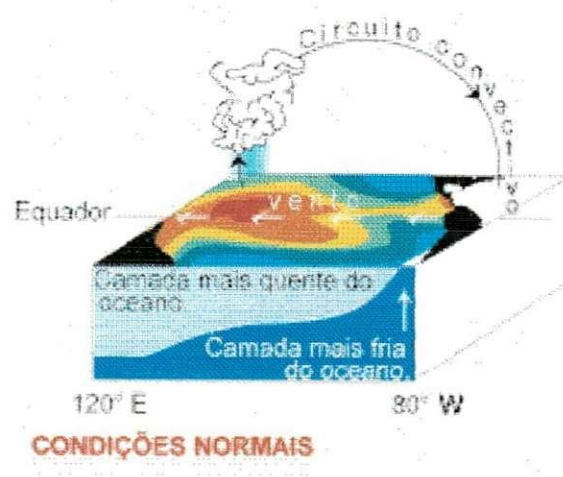 Circuito convectivo
vento
Equador
Camada mais quente do
oceano.
Camada mais fria
do oceano.
120° E
80° W
CONDIÇÕES NORMAIS